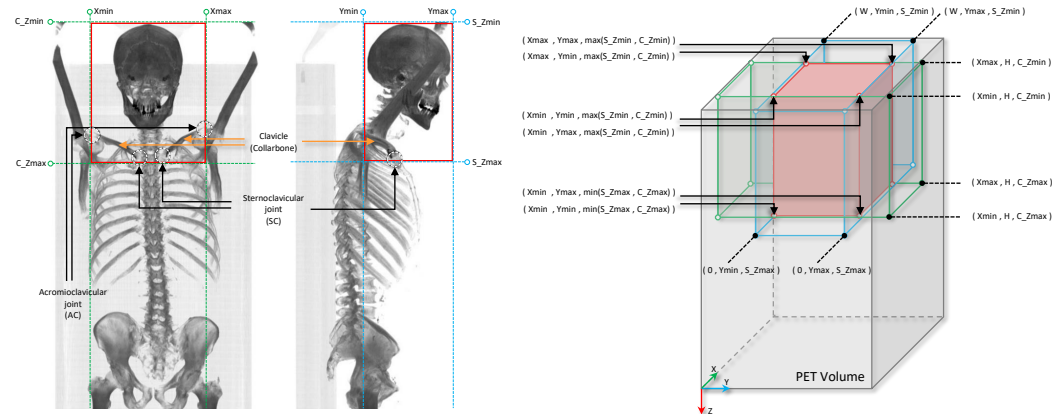 Xmin
Xmax
C_Zmin
C_Zmax
Ymin
Ymax
S_Zmin
S_Zmax
Clavicle
(Collarbone)
Sternoclavicular
joint
(SC)
Acromioclavicular
joint
(AC)
( W , Ymin , S_Zmin )
( W , Ymax , S_Zmin )
( Xmax , Ymax , max(S_Zmin , C_Zmin) )
( Xmax , Ymin , max(S_Zmin , C_Zmin) )
( Xmax , H , C_Zmin )
( Xmin , H , C_Zmin )
( Xmin , Ymin , max(S_Zmin , C_Zmin) )
( Xmin , Ymax , max(S_Zmin , C_Zmin) )
( Xmin , Ymax , min(S_Zmax , C_Zmax) )
( Xmin , Ymin , min(S_Zmax , C_Zmax) )
( Xmax , H , C_Zmax )
( Xmin , H , C_Zmax )
( 0 , Ymin , S_Zmax )
( 0 , Ymax , S_Zmax )
PET Volume
X
Y
Z